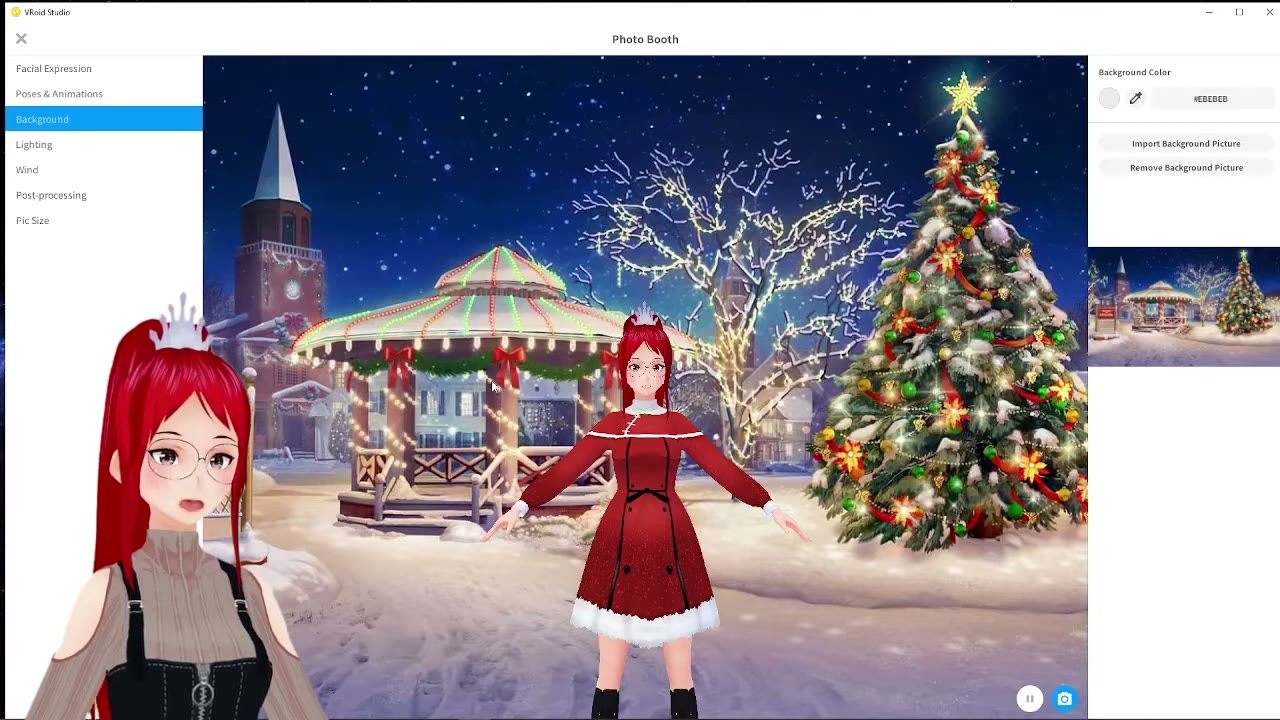 VRoid Studio
Photo Booth
Facial Expression
Poses & Animations
Background
Lighting
Wind
Post-processing
Pic Size
Background Color
#EBEBEB
Import Background Picture
Remove Background Picture